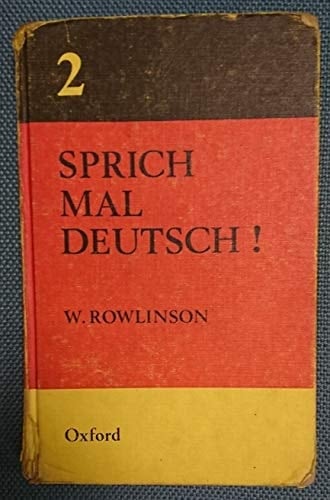 2
SPRICH
MAL
DEUTSCH!
W. ROWLINSON
Oxford